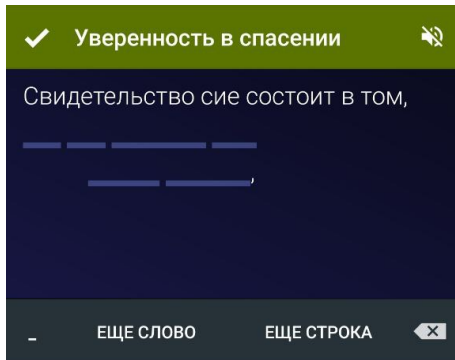 Уверенность в спасении
Свидетельство сие состоит в том,
,
_ ЕЩЕ СЛОВО ЕЩЕ СТРОКА